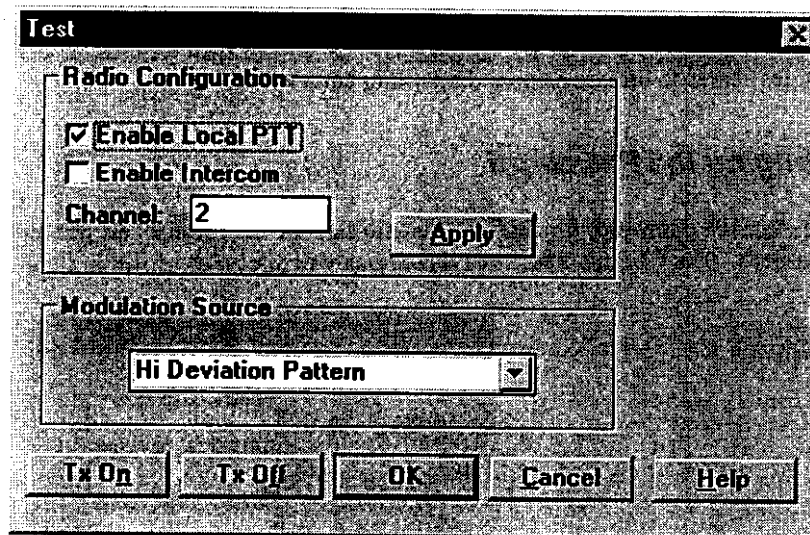 Test
Radio Configuration
Enable Local PTT
Enable Intercom
Channel: 2
Apply
Modulation Source
Hi Deviation Pattern
Tx On Tx Off OK Cancel Help